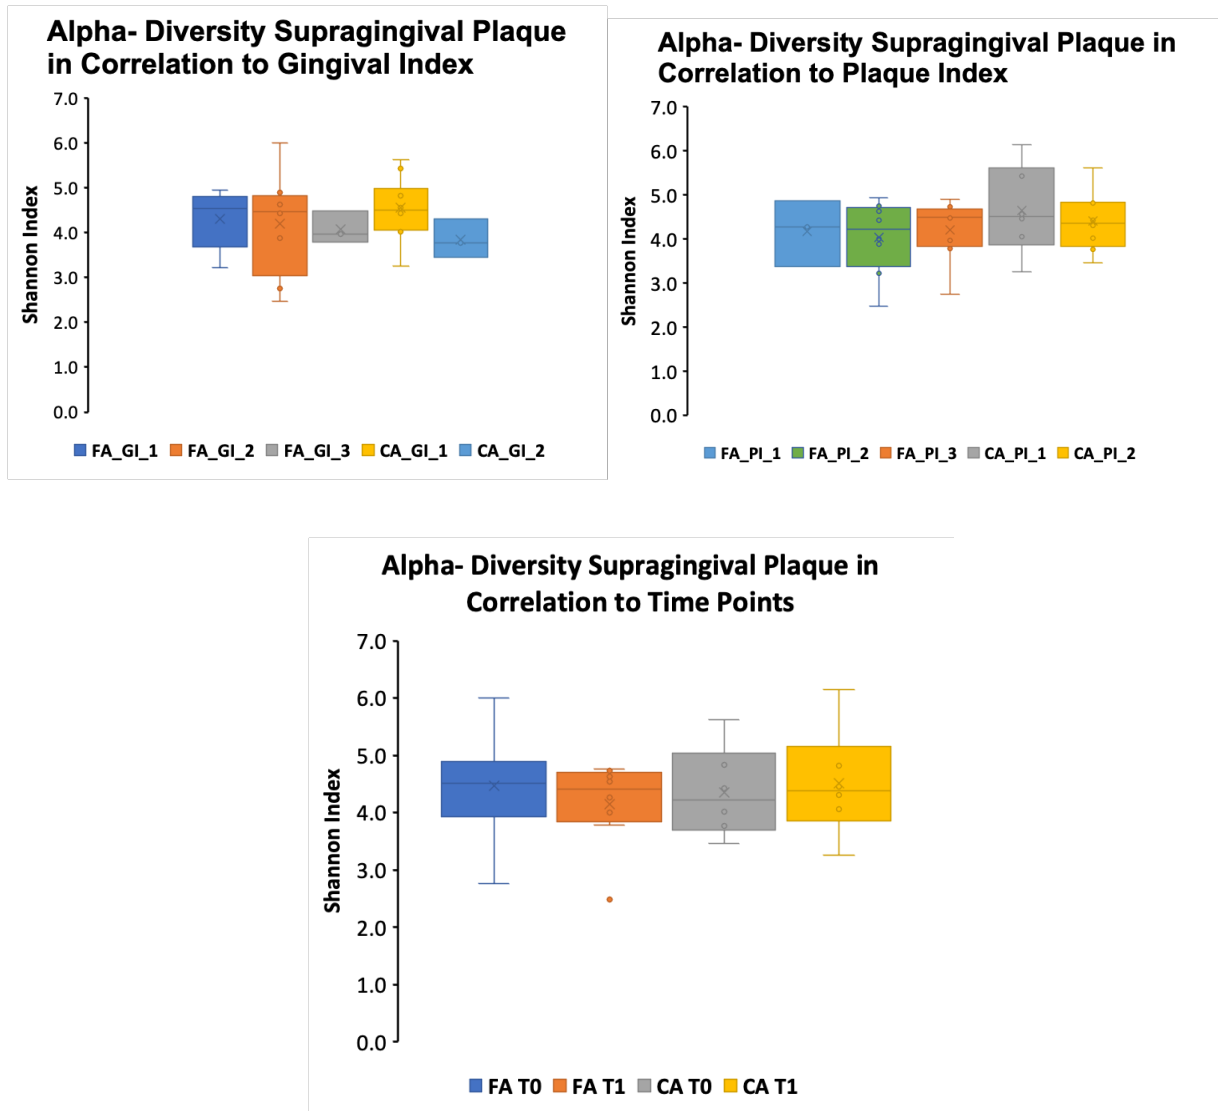 Alpha- Diversity Supragingival Plaque
in Correlation to Gingival Index
7.0
6.0
5.0
4.0
3.0
2.0
1.0
0.0
Shannon Index
FA_GI_1 FA_GI_2 FA_GI_3 CA_GI_1 CA_GI_2
Alpha- Diversity Supragingival Plaque in
Correlation to Plaque Index
7.0
6.0
5.0
4.0
3.0
2.0
1.0
0.0
Shannon Index
FA_PI_1 FA_PI_2 FA_PI_3 CA_PI_1 CA_PI_2
Alpha- Diversity Supragingival Plaque in
Correlation to Time Points
7.0
6.0
5.0
4.0
3.0
2.0
1.0
0.0
Shannon Index
FA T0 FA T1 CA T0 CA T1